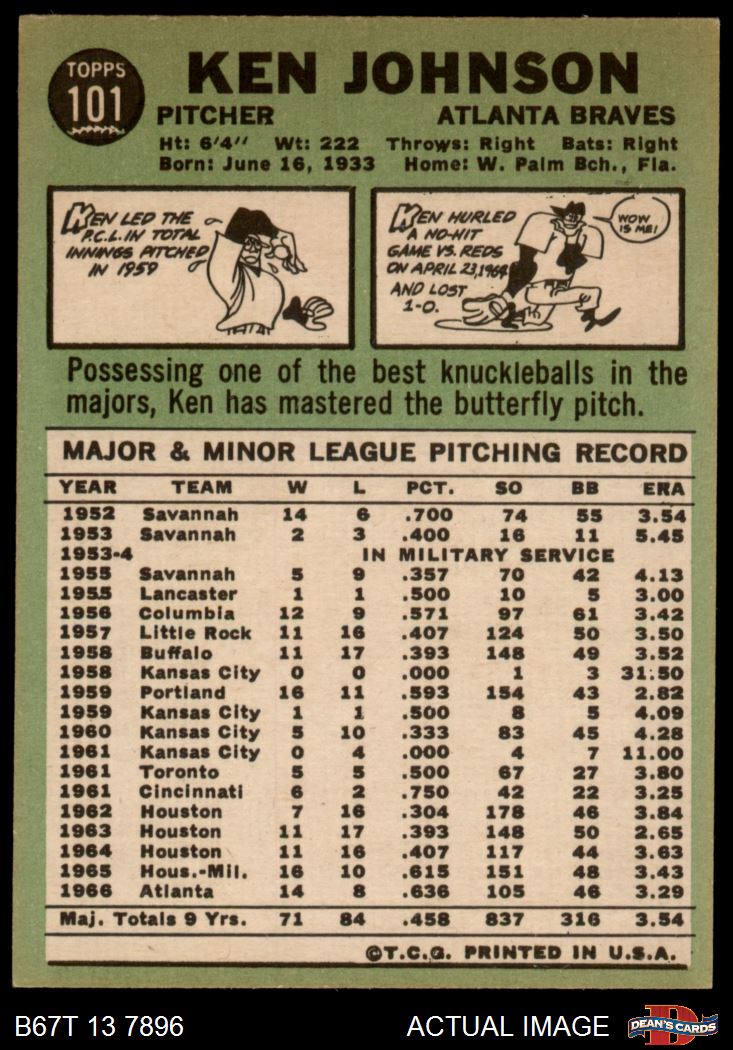 TOPPS
101
KEN JOHNSON
PITCHER ATLANTA BRAVES
Ht: 6'4" Wt: 222 Throws: Right Bats: Right
Born: June 16, 1933 Home: W. Palm Bch., Fla.
KEN LED THE
P.C.L. IN TOTAL
INNINGS PITCHED
IN 1959
KEN HURLED
A NO-HIT
GAME VS. REDS
ON APRIL 23, 1964
AND LOST
1-0.
WOW
IS ME!
Possessing one of the best knuckleballs in the
majors, Ken has mastered the butterfly pitch.
MAJOR & MINOR LEAGUE PITCHING RECORD
YEAR TEAM W L PCT. SO BB ERA
1952 Savannah 14 6 .700 74 55 3.54
1953 Savannah 2 3 .400 16 11 5.45
1953-4 IN MILITARY SERVICE
1955 Savannah 5 9 .357 70 42 4.13
1955 Lancaster 1 1 .500 10 5 3.00
1956 Columbia 12 9 .571 97 61 3.42
1957 Little Rock 11 16 .407 124 50 3.50
1958 Buffalo 11 17 .393 148 49 3.52
1958 Kansas City 0 0 .000 1 3 31.50
1959 Portland 16 11 .593 154 43 2.82
1959 Kansas City 1 1 .500 8 5 4.09
1960 Kansas City 5 10 .333 83 45 4.28
1961 Kansas City 0 4 .000 4 7 11.00
1961 Toronto 5 5 .500 67 27 3.80
1961 Cincinnati 6 2 .750 42 22 3.25
1962 Houston 7 16 .304 178 46 3.84
1963 Houston 11 17 .393 148 50 2.65
1964 Houston 11 16 .407 117 44 3.63
1965 Hous.-Mil. 16 10 .615 151 48 3.43
1966 Atlanta 14 8 .636 105 46 3.29
Maj. Totals 9 Yrs. 71 84 .458 837 316 3.54
©T.C.G. PRINTED IN U.S.A.
B67T 13 7896 ACTUAL IMAGE D DEAN'S CARDS